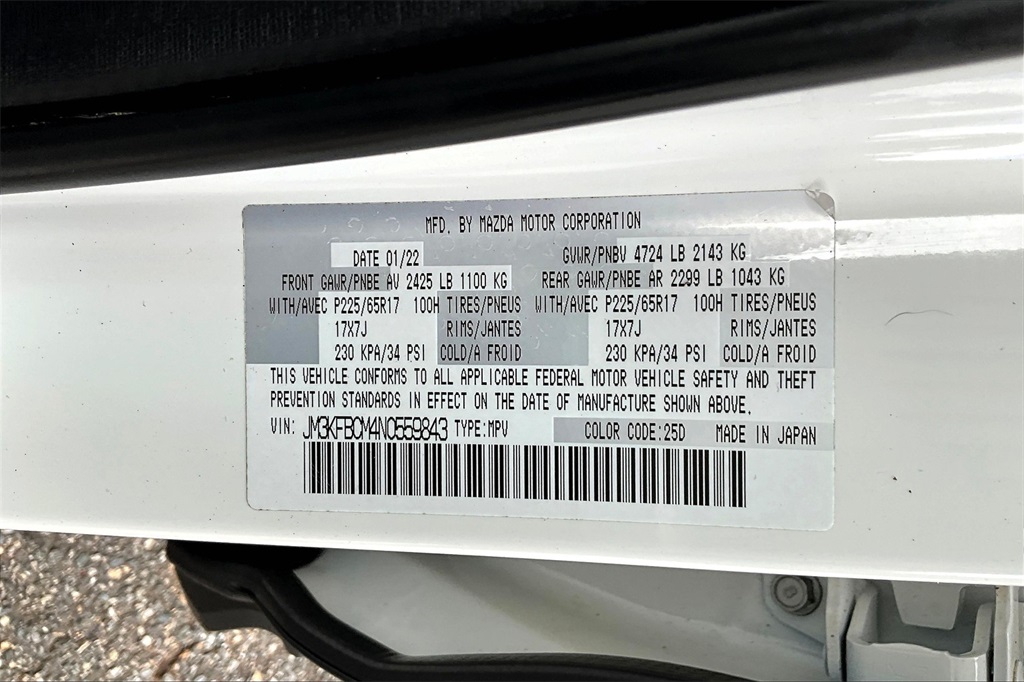 MFD. BY MAZDA MOTOR CORPORATION
DATE 01/22 GVWR/PNBV 4724 LB 2143 KG
FRONT GAWR/PNBE AV 2425 LB 1100 KG REAR GAWR/PNBE AR 2299 LB 1043 KG
WITH/AVEC P225/65R17 100H TIRES/PNEUS WITH/AVEC P225/65R17 100H TIRES/PNEUS
17X7J RIMS/JANTES 17X7J RIMS/JANTES
230 KPA/34 PSI COLD/A FROID 230 KPA/34 PSI COLD/A FROID
THIS VEHICLE CONFORMS TO ALL APPLICABLE FEDERAL MOTOR VEHICLE SAFETY AND THEFT
PREVENTION STANDARDS IN EFFECT ON THE DATE OF MANUFACTURE SHOWN ABOVE.
VIN: JM3KFBCM4N0559843 TYPE:MPV COLOR CODE:25D MADE IN JAPAN